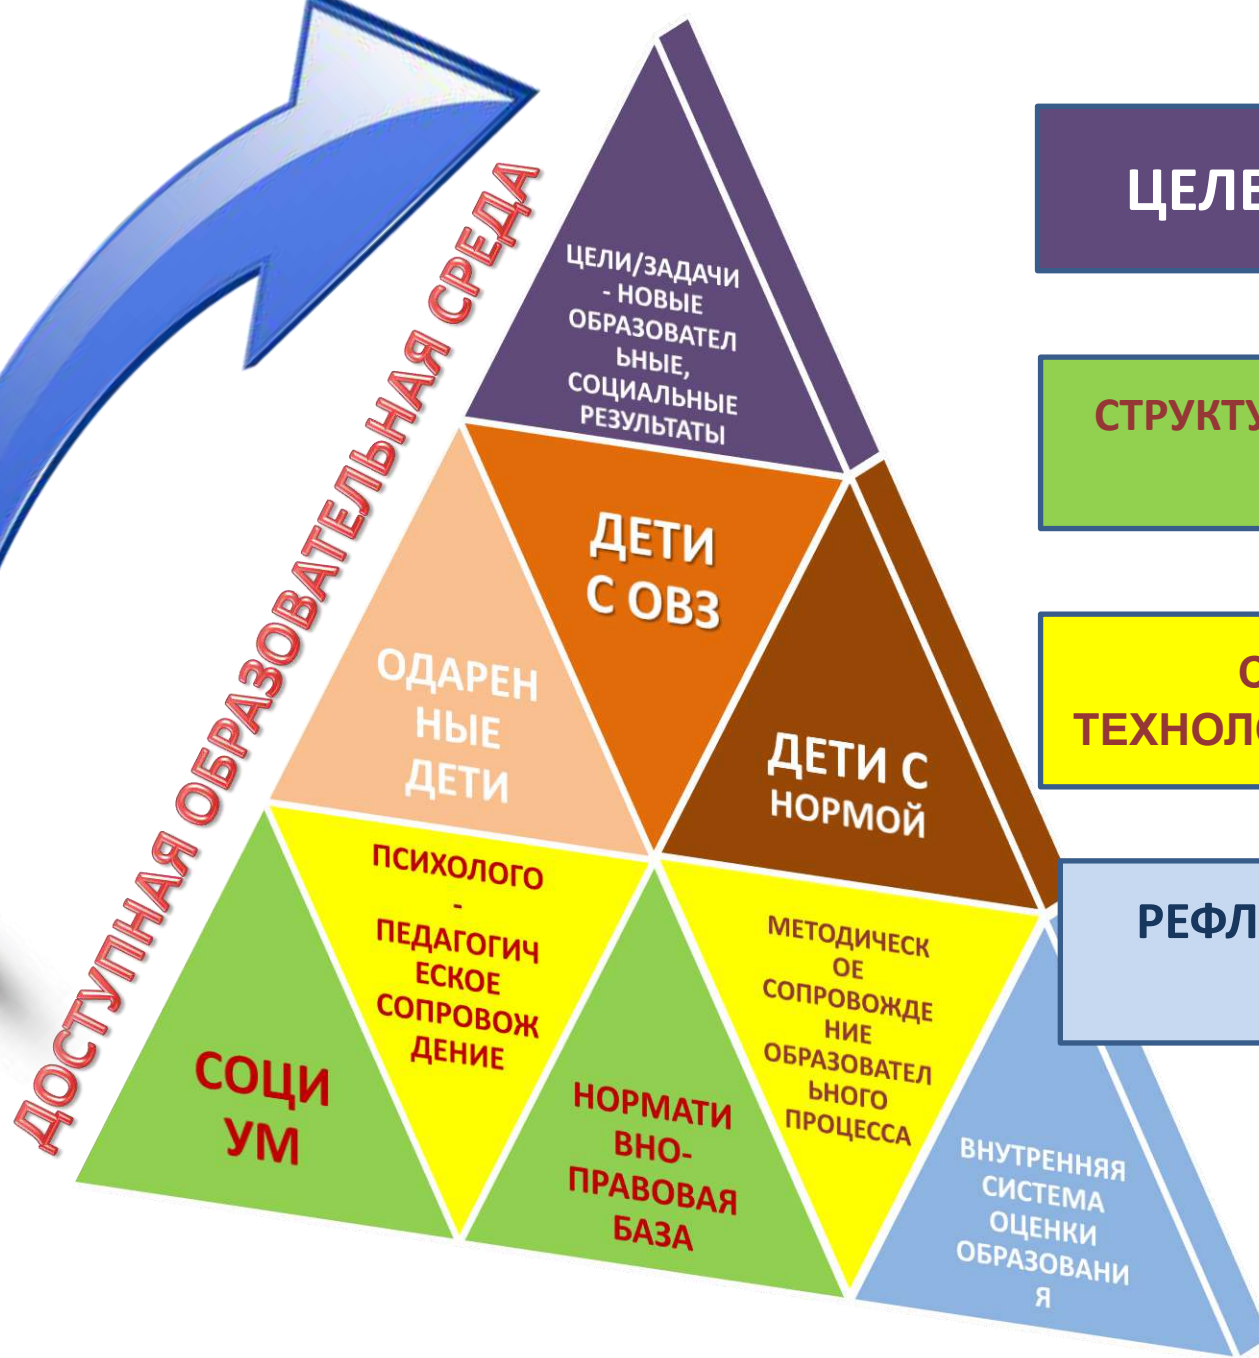 ДОСТУПНАЯ ОБРАЗОВАТЕЛЬНАЯ СРЕДА
ЦЕЛИ/ЗАДАЧИ
- НОВЫЕ
ОБРАЗОВАТЕЛ
ЬНЫЕ,
СОЦИАЛЬНЫЕ
РЕЗУЛЬТАТЫ
ДЕТИ
С ОВЗ
ОДАРЕН
НЫЕ
ДЕТИ
ДЕТИ С
НОРМОЙ
СОЦИ
УМ
ПСИХОЛОГО
-
ПЕДАГОГИЧ
ЕСКОЕ
СОПРОВОЖ
ДЕНИЕ
НОРМАТИ
ВНО-
ПРАВОВАЯ
БАЗА
МЕТОДИЧЕСК
ОЕ
СОПРОВОЖДЕ
НИЕ
ОБРАЗОВАТЕЛ
ЬНОГО
ПРОЦЕССА
ВНУТРЕННЯЯ
СИСТЕМА
ОЦЕНКИ
ОБРАЗОВАНИ
Я